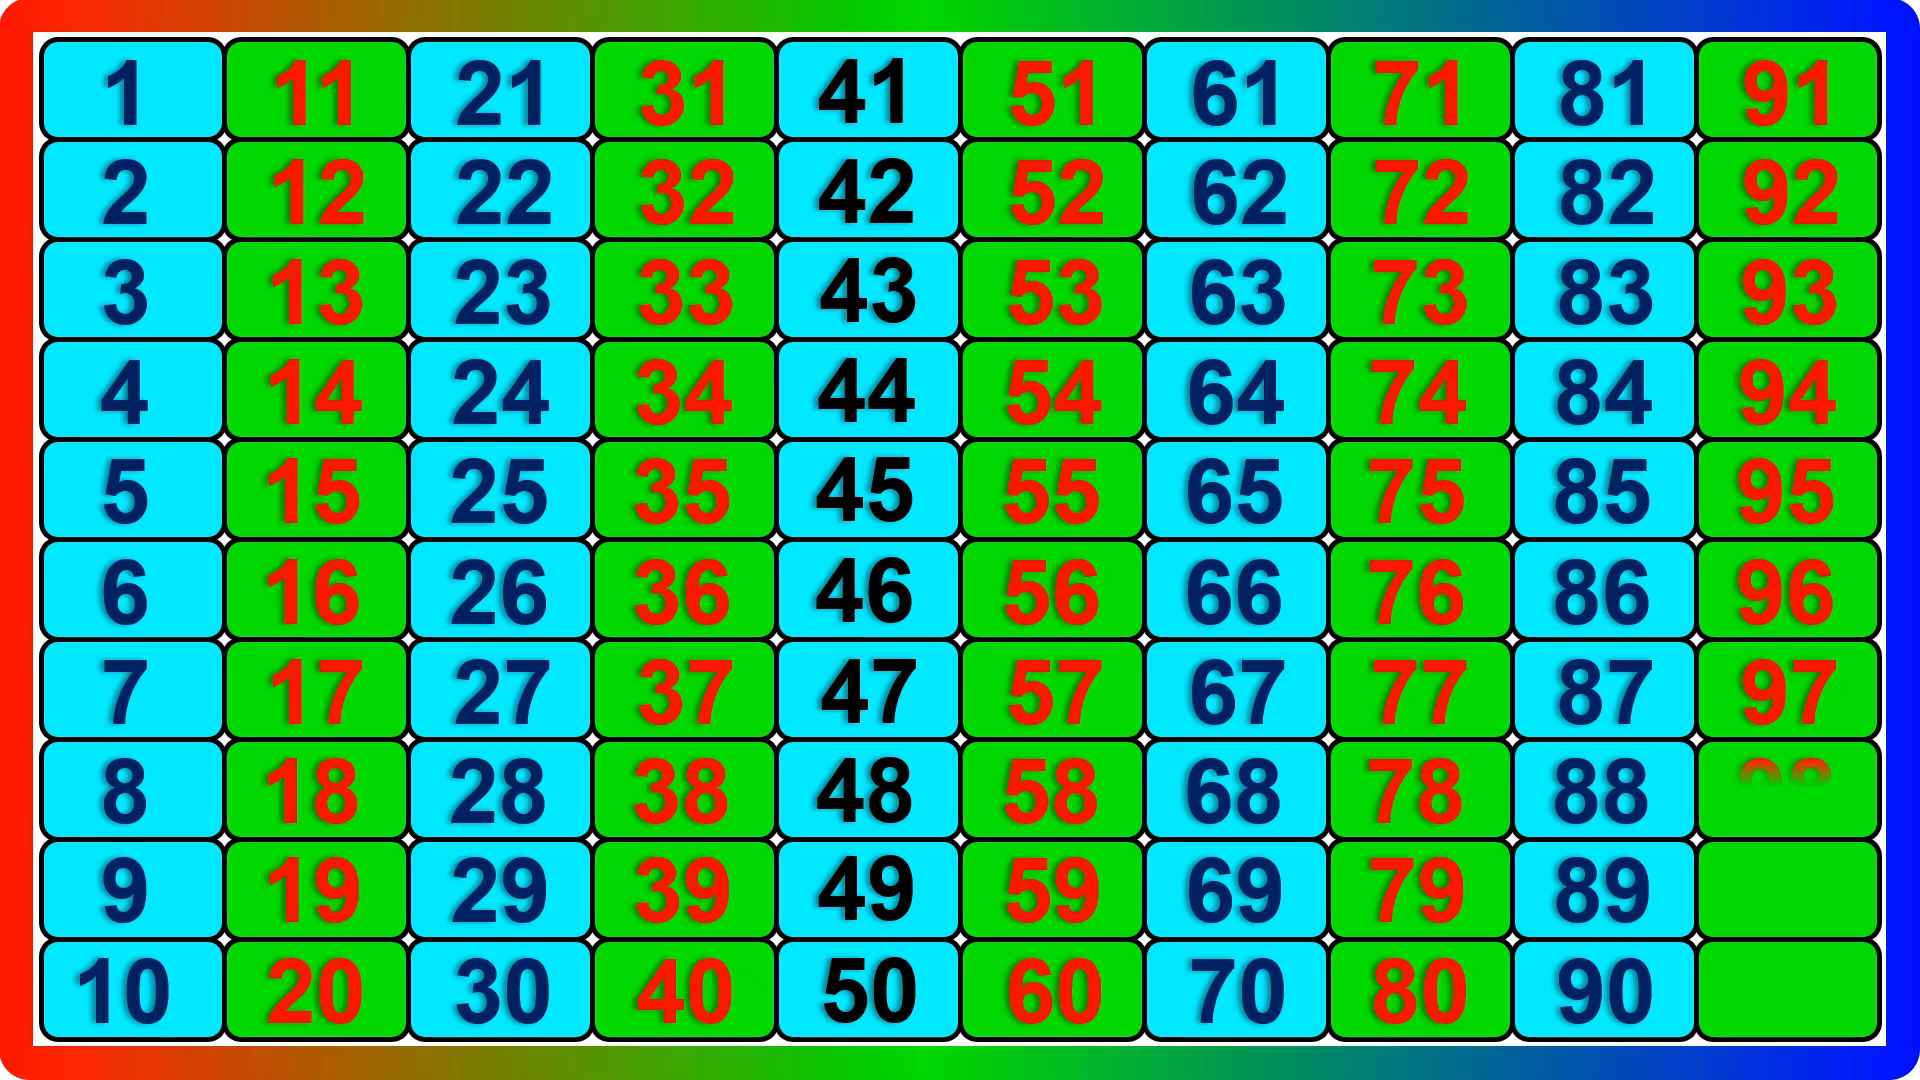 1 11 21 31 41 51 61 71 81 91
2 12 22 32 42 52 62 72 82 92
3 13 23 33 43 53 63 73 83 93
4 14 24 34 44 54 64 74 84 94
5 15 25 35 45 55 65 75 85 95
6 16 26 36 46 56 66 76 86 96
7 17 27 37 47 57 67 77 87 97
8 18 28 38 48 58 68 78 88
9 19 29 39 49 59 69 79 89
10 20 30 40 50 60 70 80 90